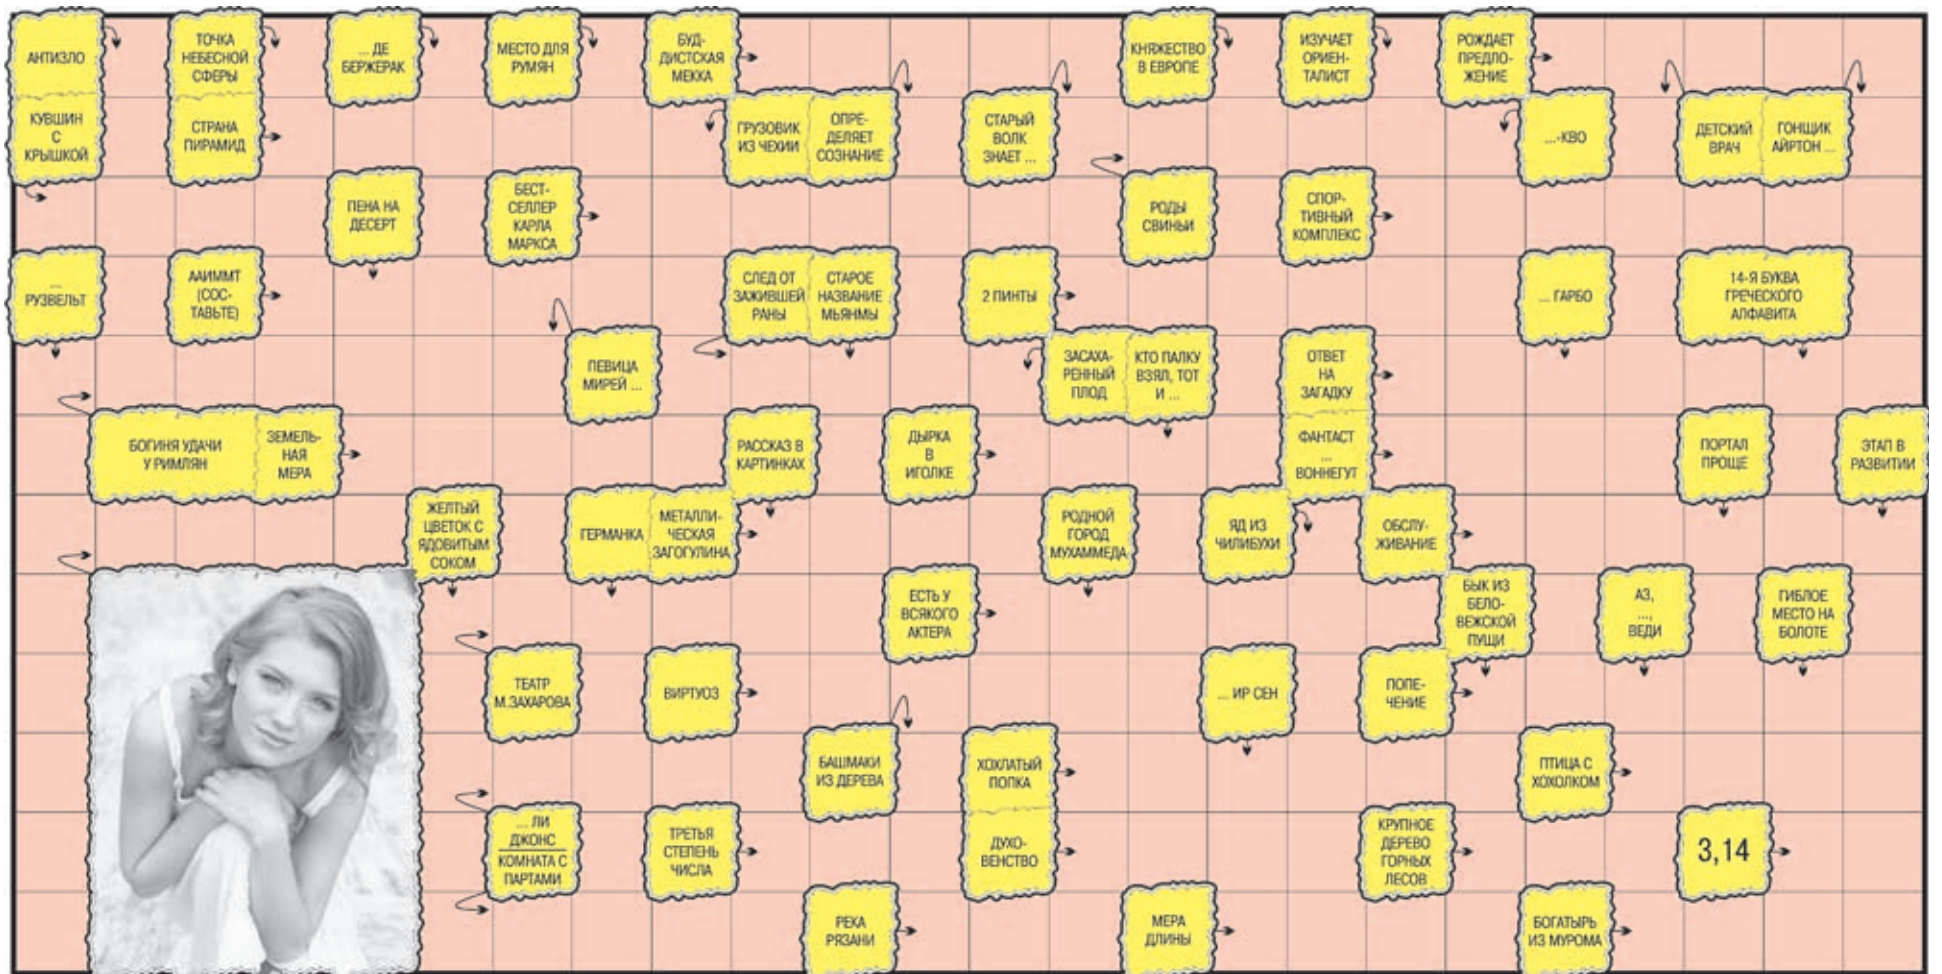 АНТИЗЛО
ТОЧКА
НЕБЕСНОЙ
СФЕРЫ
... ДЕ
БЕРЖЕРАК
МЕСТО ДЛЯ
РУМЯН
БУД-
ДИСТСКАЯ
МЕККА
КНЯЖЕСТВО
В ЕВРОПЕ
ИЗУЧАЕТ
ОРИЕН-
ТАЛИСТ
РОЖДАЕТ
ПРЕДЛО-
ЖЕНИЕ
КУВШИН
С
КРЫШКОЙ
СТРАНА
ПИРАМИД
ГРУЗОВИК
ИЗ ЧЕХИИ
ОПРЕ-
ДЕЛЯЕТ
СОЗНАНИЕ
СТАРЫЙ
ВОЛК
ЗНАЕТ ...
...-КВО
ДЕТСКИЙ
ВРАЧ
ГОНЩИК
АЙРТОН ...
ПЕНА НА
ДЕСЕРТ
БЕСТ-
СЕЛЛЕР
КАРЛА
МАРКСА
РОДЫ
СВИНЬИ
СПОР-
ТИВНЫЙ
КОМПЛЕКС
...
РУЗВЕЛЬТ
ААИММТ
(СОС-
ТАВЬТЕ)
СЛЕД ОТ
ЗАЖИВШЕЙ
РАНЫ
СТАРОЕ
НАЗВАНИЕ
МЬЯНМЫ
2 ПИНТЫ
... ГАРБО
14-Я БУКВА
ГРЕЧЕСКОГО
АЛФАВИТА
ПЕВИЦА
МИРЕЙ ...
ЗАСАХА-
РЕННЫЙ
ПЛОД
КТО ПАЛКУ
ВЗЯЛ, ТОТ
И ...
ОТВЕТ
НА
ЗАГАДКУ
БОГИНЯ УДАЧИ
У РИМЛЯН
ЗЕМЕЛЬ-
НАЯ
МЕРА
РАССКАЗ В
КАРТИНКАХ
ДЫРКА
В
ИГОЛКЕ
ФАНТАСТ
...
ВОННЕГУТ
ПОРТАЛ
ПРОЩЕ
ЭТАП В
РАЗВИТИИ
ЖЕЛТЫЙ
ЦВЕТОК С
ЯДОВИТЫМ
СОКОМ
ГЕРМАНКА
МЕТАЛЛИ-
ЧЕСКАЯ
ЗАГОГУЛИНА
РОДНОЙ
ГОРОД
МУХАММЕДА
ЯД ИЗ
ЧИЛИБУХИ
ОБСЛУ-
ЖИВАНИЕ
ЕСТЬ У
ВСЯКОГО
АКТЕРА
БЫК ИЗ
БЕЛО-
ВЕЖСКОЙ
ПУЩИ
АЗ,
...,
ВЕДИ
ГИБЛОЕ
МЕСТО НА
БОЛОТЕ
ТЕАТР
М.ЗАХАРОВА
ВИРТУОЗ
... ИР СЕН
ПОПЕ-
ЧЕНИЕ
БАШМАКИ
ИЗ ДЕРЕВА
ХОХЛАТЫЙ
ПОПКА
ПТИЦА С
ХОХОЛКОМ
... ЛИ
ДЖОНС
КОМНАТА С
ПАРТАМИ
ТРЕТЬЯ
СТЕПЕНЬ
ЧИСЛА
ДУХО-
ВЕНСТВО
КРУПНОЕ
ДЕРЕВО
ГОРНЫХ
ЛЕСОВ
3,14
РЕКА
РЯЗАНИ
МЕРА
ДЛИНЫ
БОГАТЫРЬ
ИЗ МУРОМА